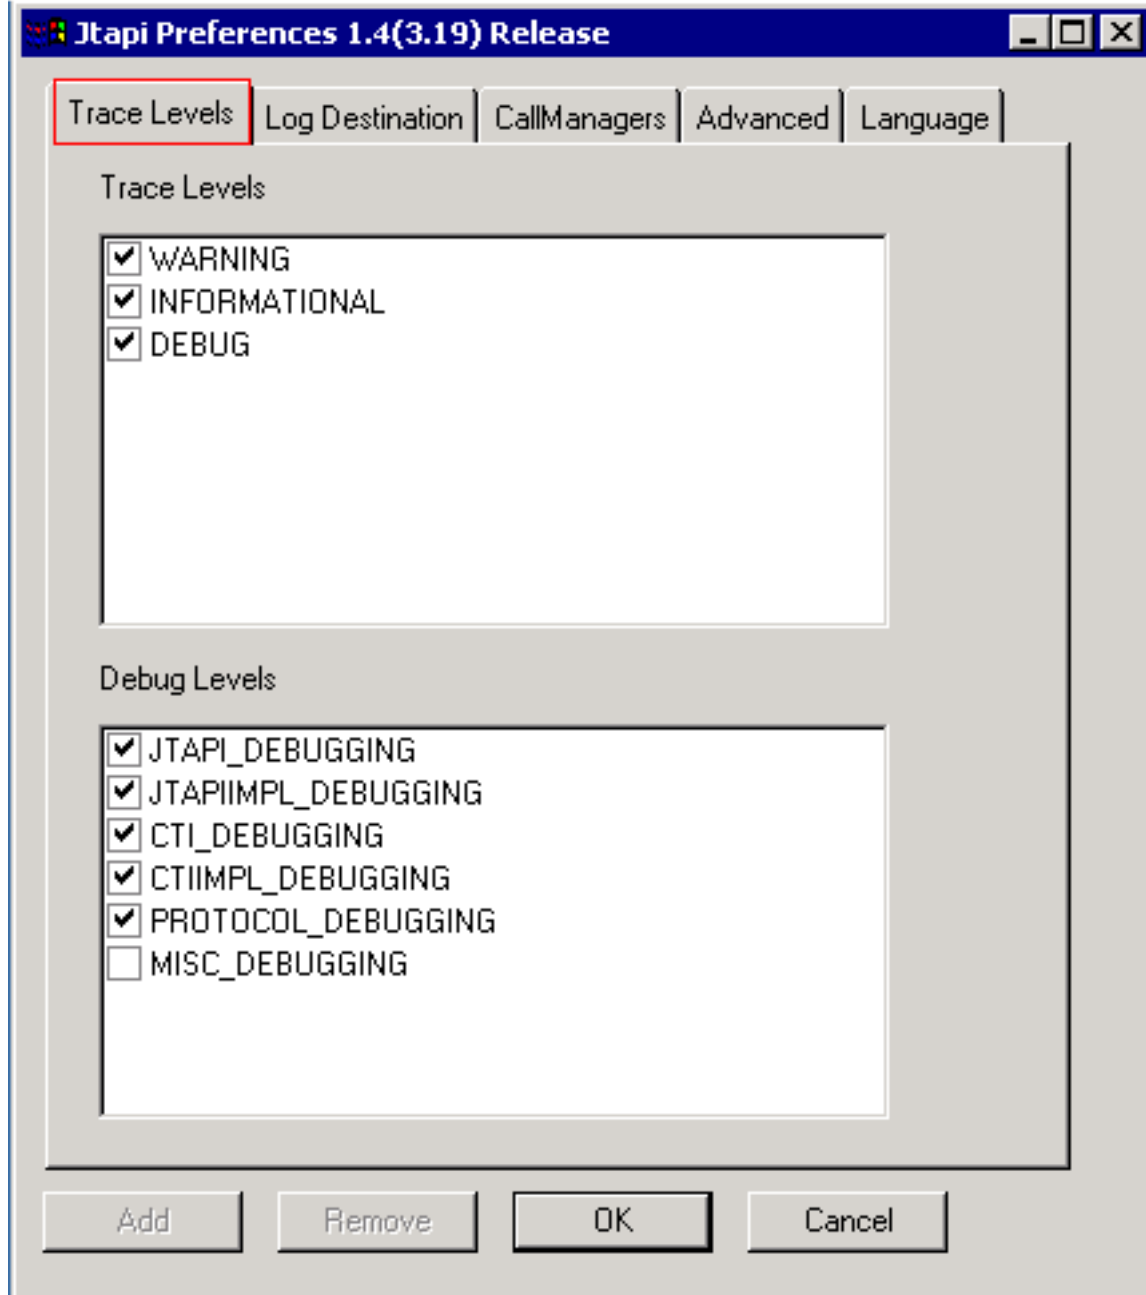 Jtapi Preferences 1.4(3.19) Release
Trace Levels Log Destination CallManagers Advanced Language
Trace Levels
WARNING
INFORMATIONAL
DEBUG
Debug Levels
JTAPI_DEBUGGING
JTAPIIMPL_DEBUGGING
CTI_DEBUGGING
CTIIMPL_DEBUGGING
PROTOCOL_DEBUGGING
MISC_DEBUGGING
Add Remove OK Cancel